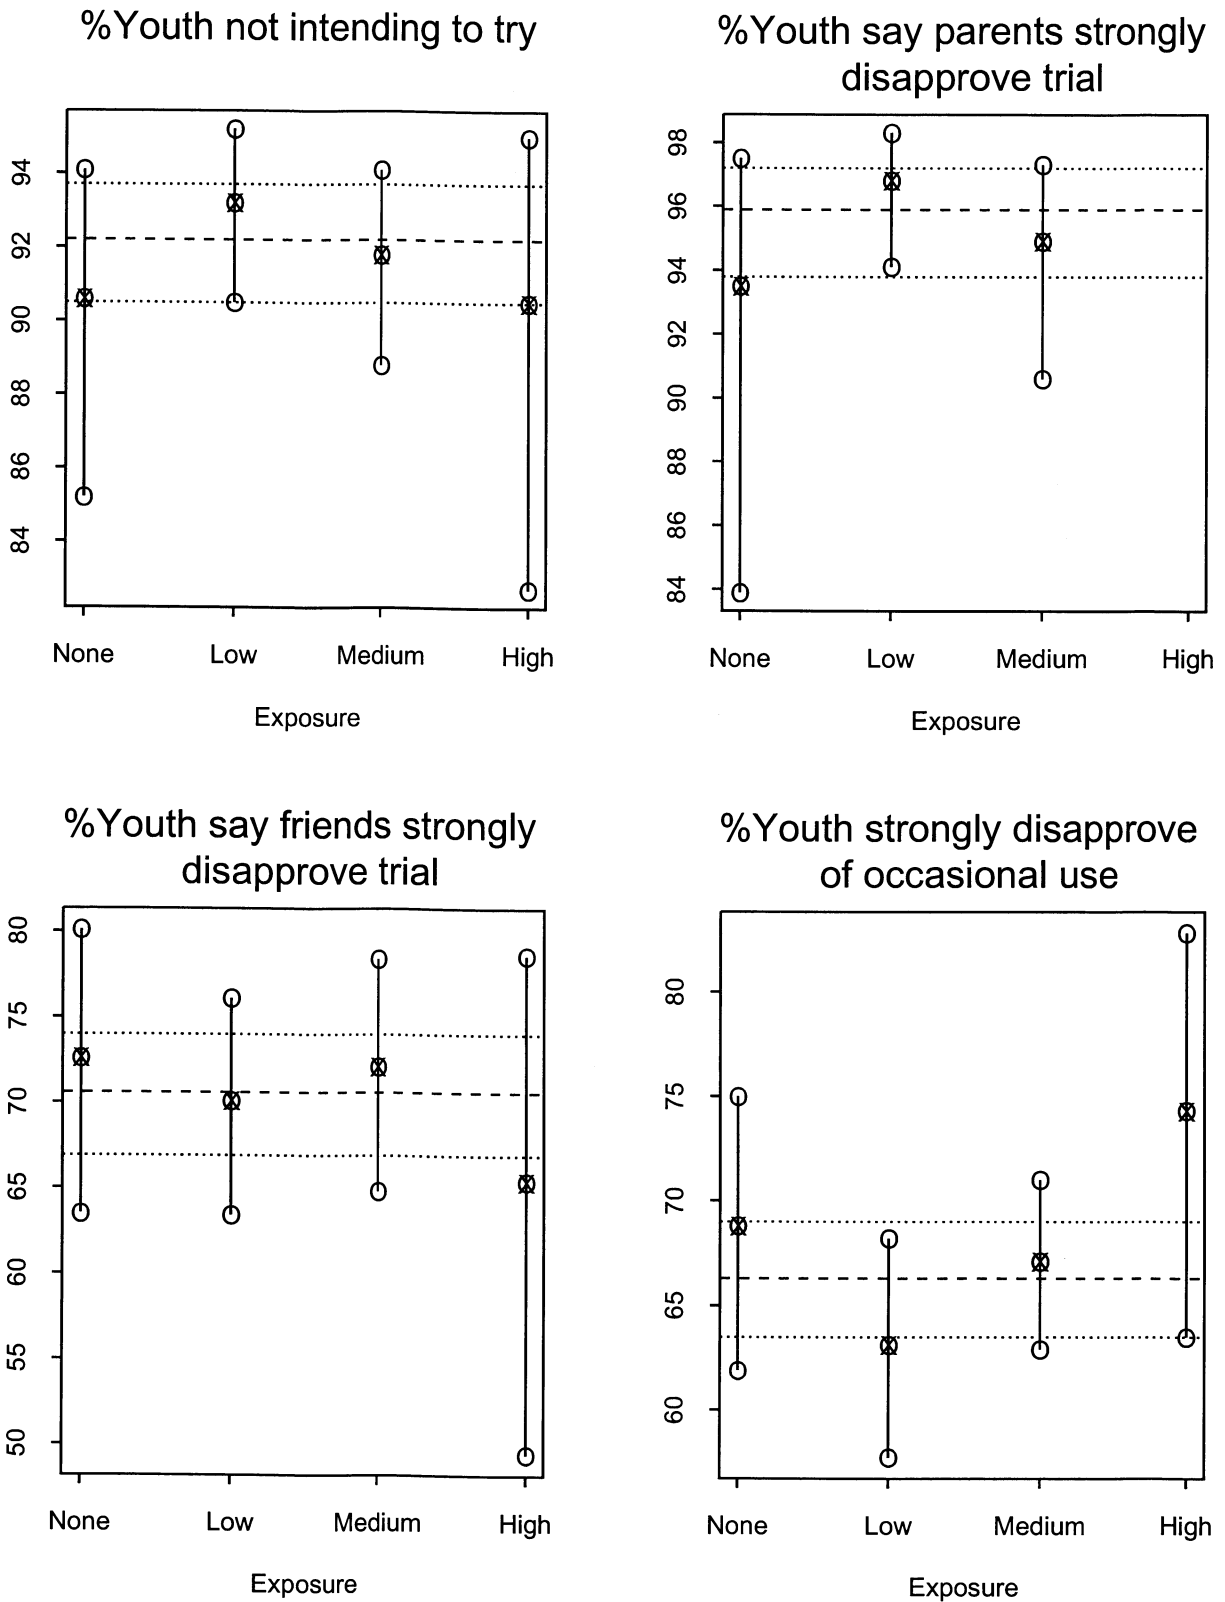 %Youth not intending to try
94
92
90
88
86
84
None Low Medium High
Exposure
%Youth say parents strongly
disapprove trial
98
96
94
92
90
88
86
84
None Low Medium High
Exposure
%Youth say friends strongly
disapprove trial
80
75
70
65
60
55
50
None Low Medium High
Exposure
%Youth strongly disapprove
of occasional use
80
75
70
65
60
None Low Medium High
Exposure